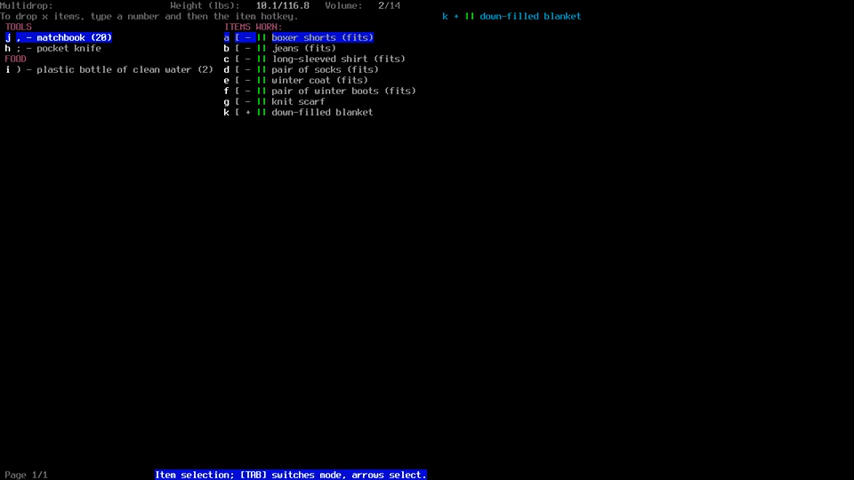 Multidrop: Weight (lbs): 10.1/116.8 Volume: 2/14
To drop x items, type a number and then the item hotkey. k + || down-filled blanket
TOOLS ITEMS WORN:
j , - matchbook (20) a [ - || boxer shorts (fits)
h ; - pocket knife b [ - || jeans (fits)
FOOD c [ - || long-sleeved shirt (fits)
i ) - plastic bottle of clean water (2) d [ - || pair of socks (fits)
e [ - || winter coat (fits)
f [ - || pair of winter boots (fits)
g [ - || knit scarf
k [ + || down-filled blanket
Page 1/1 Item selection; [TAB] switches mode, arrows select.